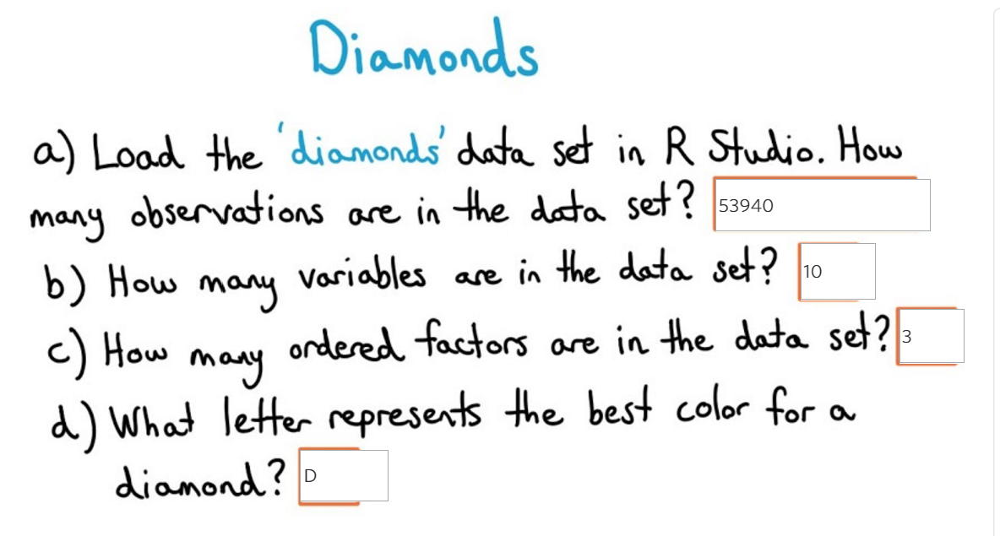 Diamonds
a) Load the 'diamonds' data set in R Studio. How
many observations are in the data set? 53940
b) How many variables are in the data set? 10
c) How many ordered factors are in the data set? 3
d) What letter represents the best color for a
diamond? D